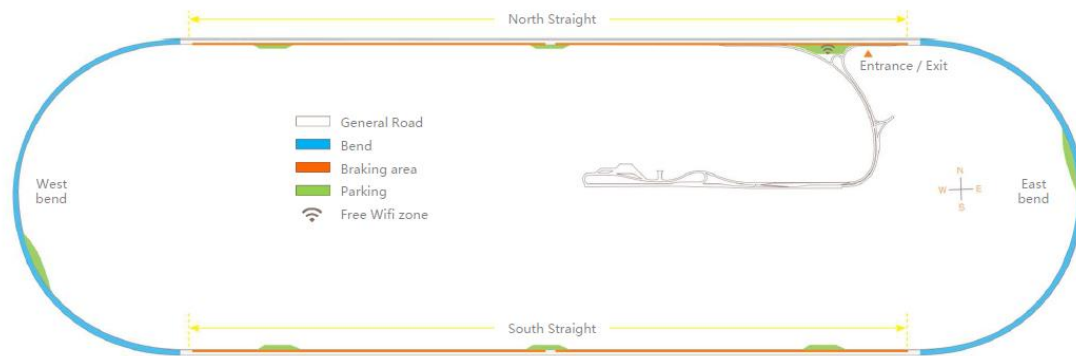 North Straight
Entrance / Exit
General Road
Bend
Braking area
Parking
Free Wifi zone
West
bend
N
W E
S
East
bend
South Straight